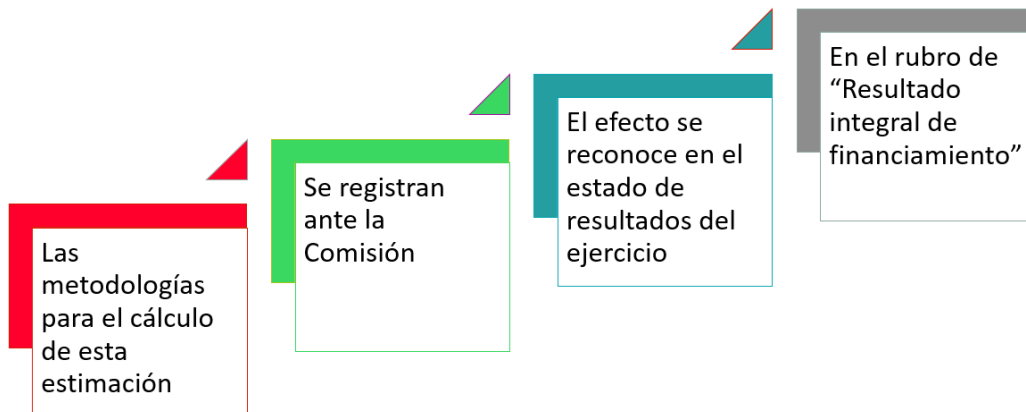 Las
metodologías
para el cálculo
de esta
estimación
Se registran
ante la
Comisión
El efecto se
reconoce en el
estado de
resultados del
ejercicio
En el rubro de
“Resultado
integral de
financiamiento”